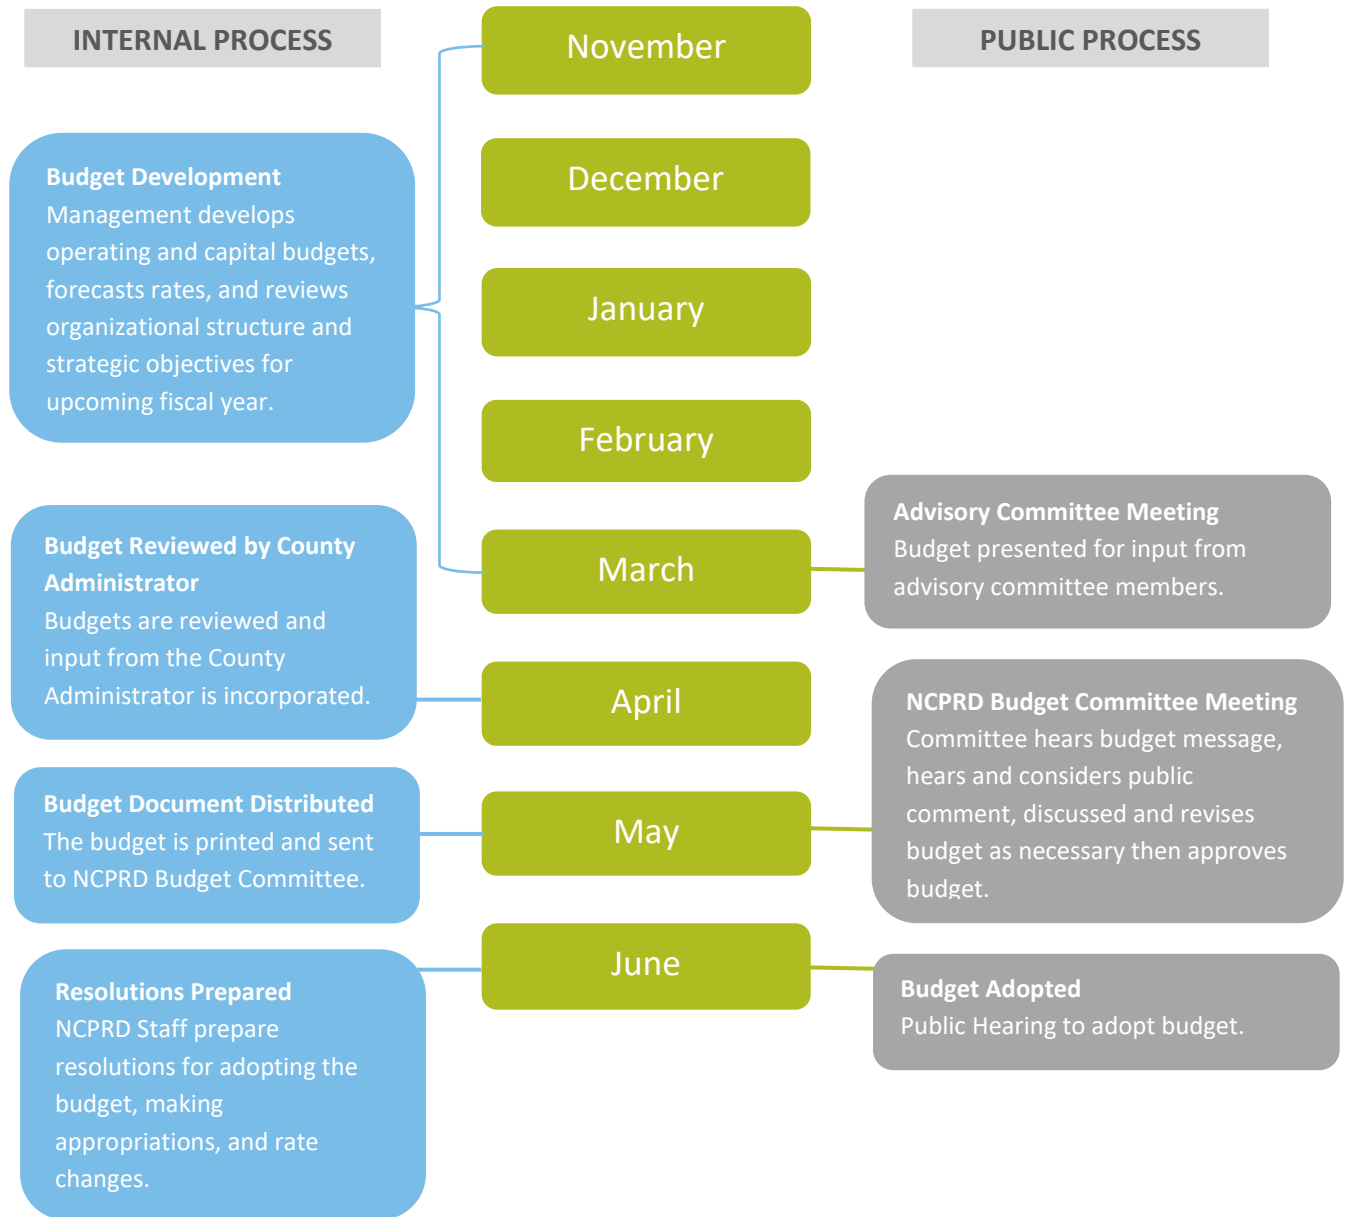 INTERNAL PROCESS
November
PUBLIC PROCESS
Budget Development
Management develops
operating and capital budgets,
forecasts rates, and reviews
organizational structure and
strategic objectives for
upcoming fiscal year.
December
January
February
Budget Reviewed by County
Administrator
Budgets are reviewed and
input from the County
Administrator is incorporated.
March
Advisory Committee Meeting
Budget presented for input from
advisory committee members.
April
NCPRD Budget Committee Meeting
Committee hears budget message,
hears and considers public
comment, discussed and revises
budget as necessary then approves
budget.
Budget Document Distributed
The budget is printed and sent
to NCPRD Budget Committee.
May
June
Resolutions Prepared
NCPRD Staff prepare
resolutions for adopting the
budget, making
appropriations, and rate
changes.
Budget Adopted
Public Hearing to adopt budget.